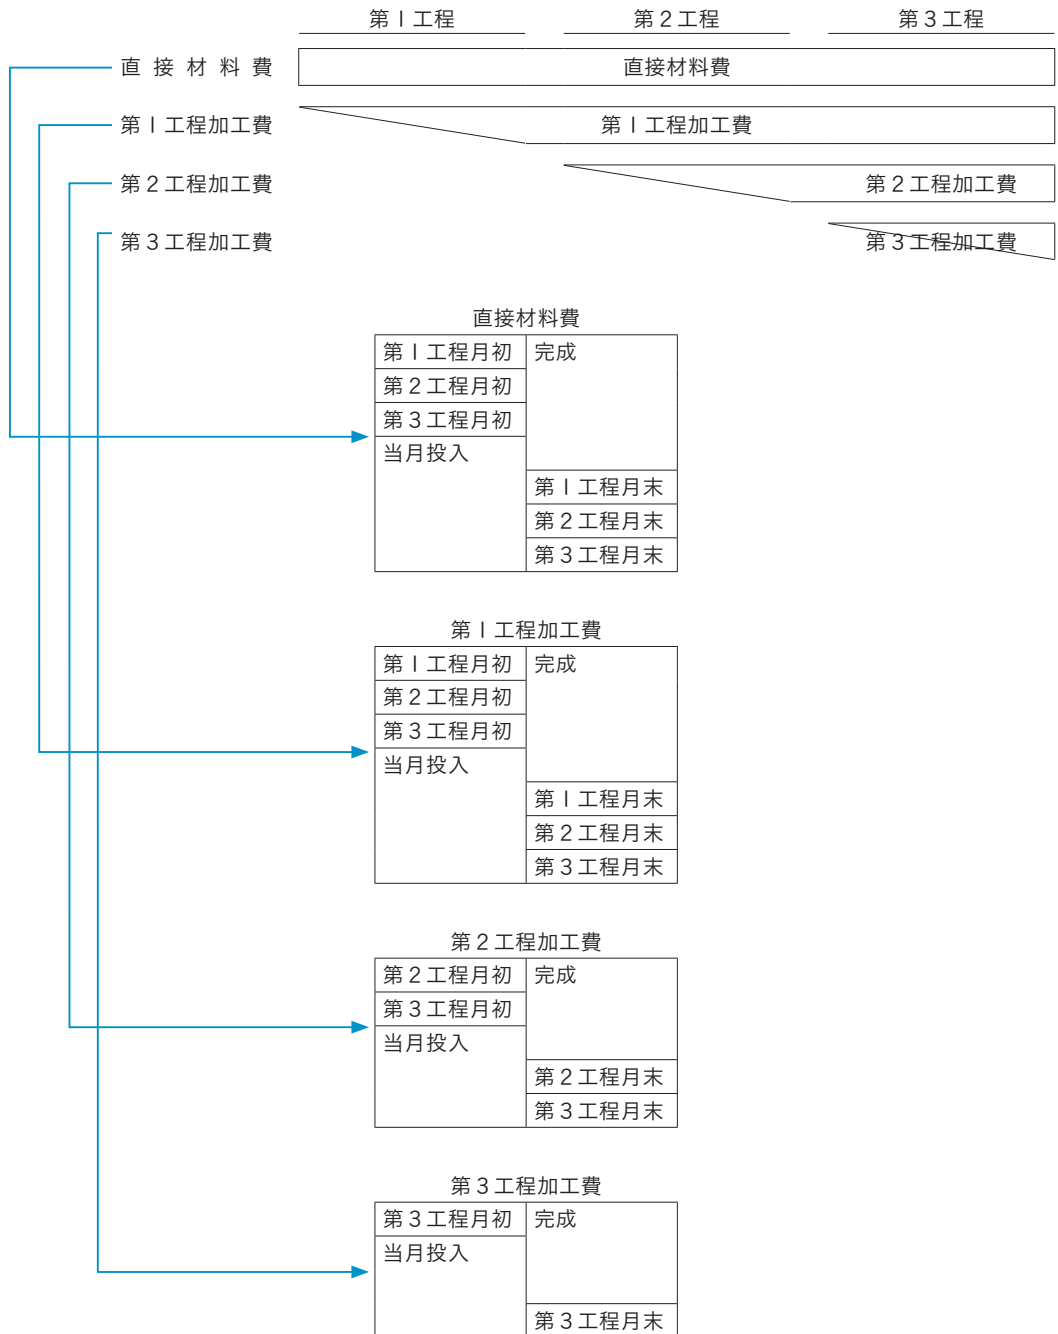 第1工程 第2工程 第3工程
直接材料費 直接材料費
第1工程加工費 第1工程加工費
第2工程加工費 第2工程加工費
第3工程加工費 第3工程加工費
直接材料費
第1工程月初 完成
第2工程月初
第3工程月初
当月投入
第1工程月末
第2工程月末
第3工程月末
第1工程加工費
第1工程月初 完成
第2工程月初
第3工程月初
当月投入
第1工程月末
第2工程月末
第3工程月末
第2工程加工費
第2工程月初 完成
第3工程月初
当月投入
第2工程月末
第3工程月末
第3工程加工費
第3工程月初 完成
当月投入
第3工程月末